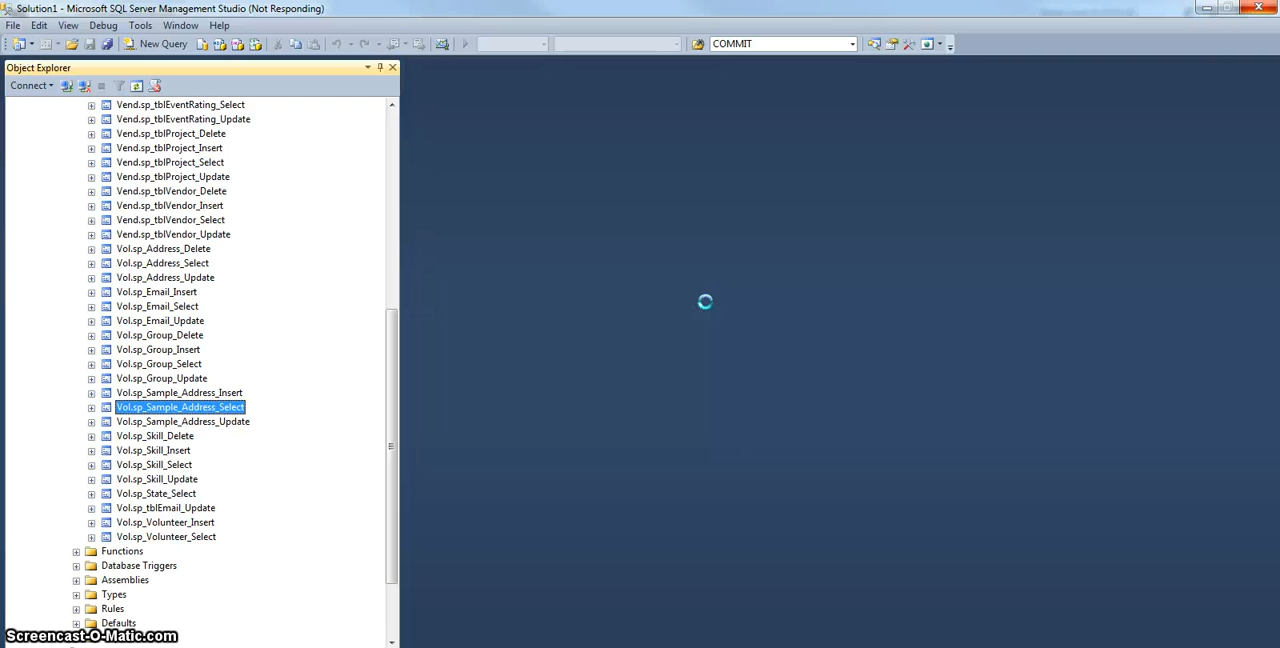 Solution1 - Microsoft SQL Server Management Studio (Not Responding)
File Edit View Debug Tools Window Help
New Query COMMIT
Object Explorer
Connect
Vend.sp_tblEventRating_Select
Vend.sp_tblEventRating_Update
Vend.sp_tblProject_Delete
Vend.sp_tblProject_Insert
Vend.sp_tblProject_Select
Vend.sp_tblProject_Update
Vend.sp_tblVendor_Delete
Vend.sp_tblVendor_Insert
Vend.sp_tblVendor_Select
Vend.sp_tblVendor_Update
Vol.sp_Address_Delete
Vol.sp_Address_Select
Vol.sp_Address_Update
Vol.sp_Email_Insert
Vol.sp_Email_Select
Vol.sp_Email_Update
Vol.sp_Group_Delete
Vol.sp_Group_Insert
Vol.sp_Group_Select
Vol.sp_Group_Update
Vol.sp_Sample_Address_Insert
Vol.sp_Sample_Address_Select
Vol.sp_Sample_Address_Update
Vol.sp_Skill_Delete
Vol.sp_Skill_Insert
Vol.sp_Skill_Select
Vol.sp_Skill_Update
Vol.sp_State_Select
Vol.sp_tblEmail_Update
Vol.sp_Volunteer_Insert
Vol.sp_Volunteer_Select
Functions
Database Triggers
Assemblies
Types
Rules
Defaults
Screencast-O-Matic.com